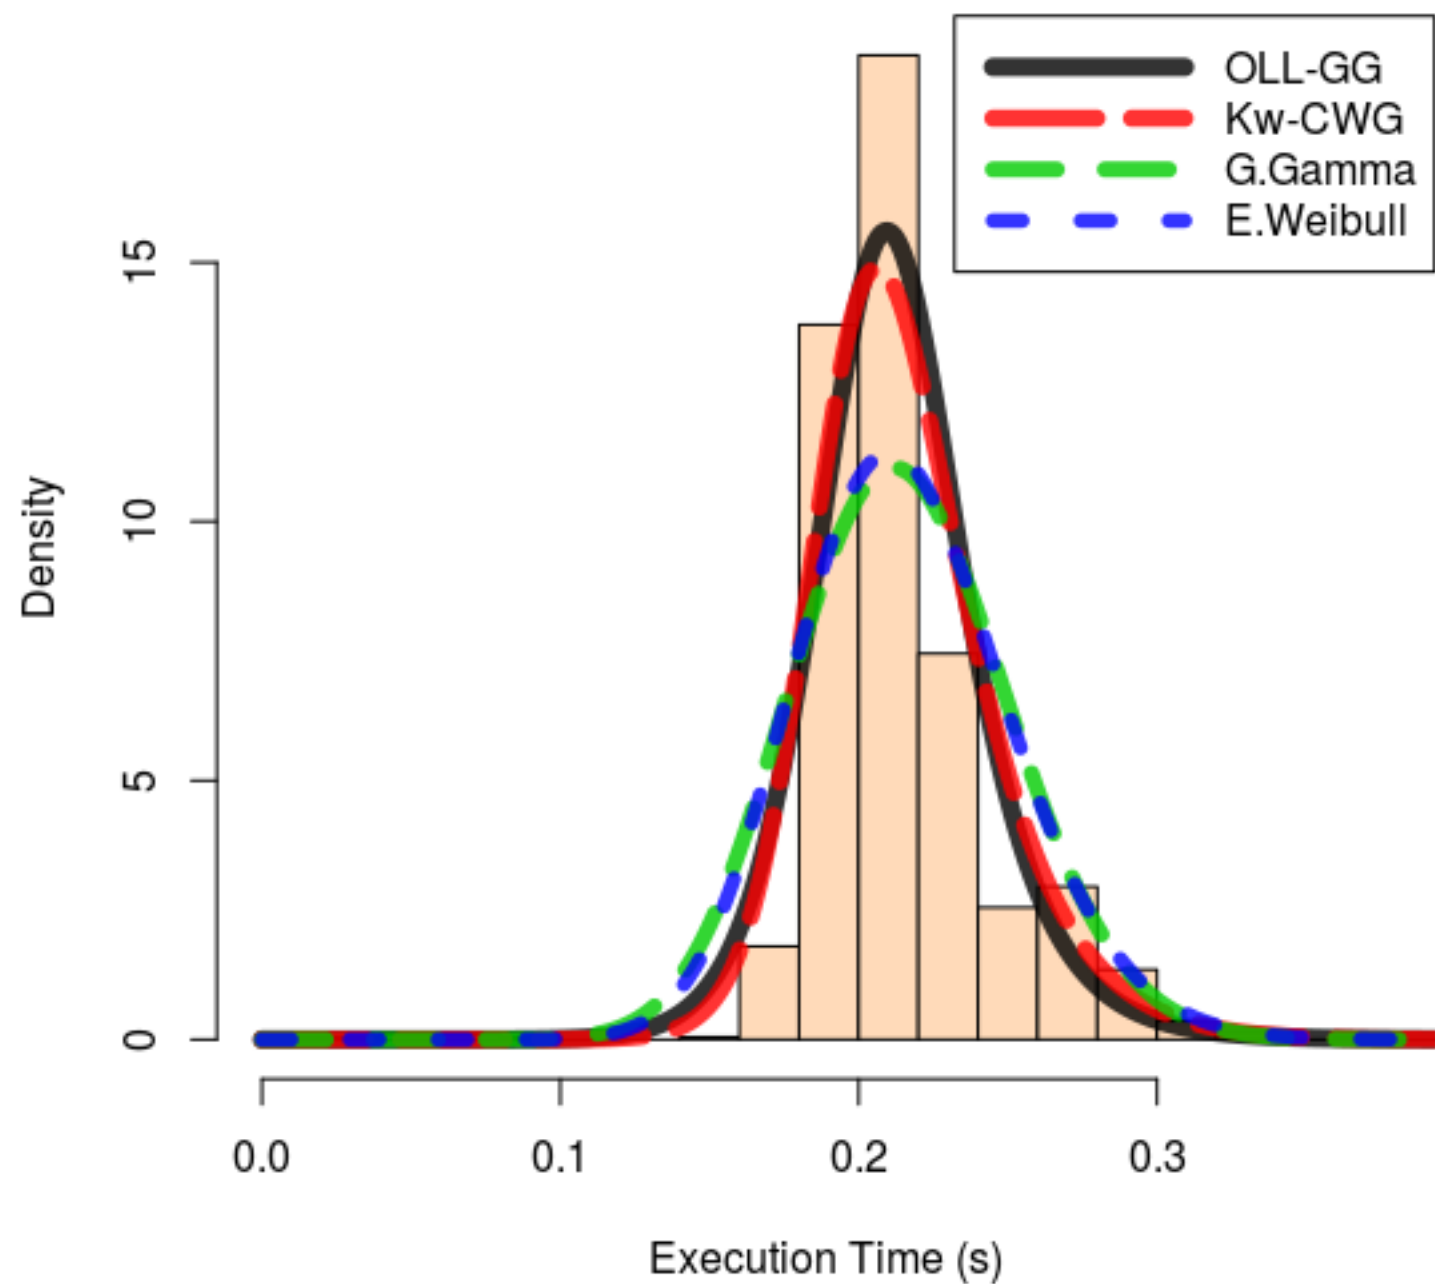 OLL-GG
Kw-CWG
G.Gamma
E.Weibull
Density
15
10
5
0
0.0 0.1 0.2 0.3
Execution Time (s)